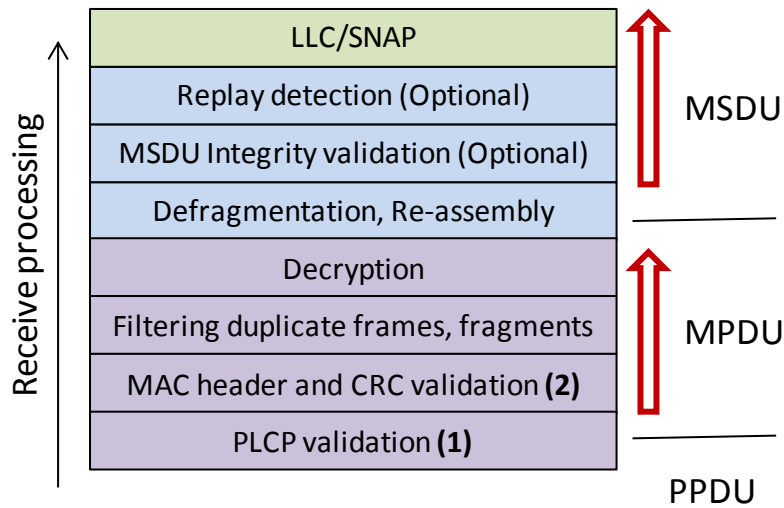 LLC/SNAP
Replay detection (Optional)
MSDU Integrity validation (Optional)
Defragmentation, Re-assembly
Decryption
Filtering duplicate frames, fragments
MAC header and CRC validation (2)
PLCP validation (1)
Receive processing
MSDU
MPDU
PPDU